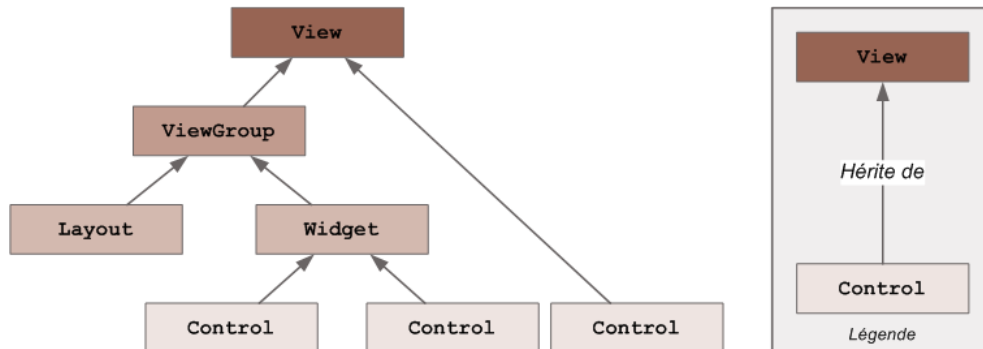 View
ViewGroup
Layout
Widget
Control
Control
Control
View
Hérite de
Control
Légende